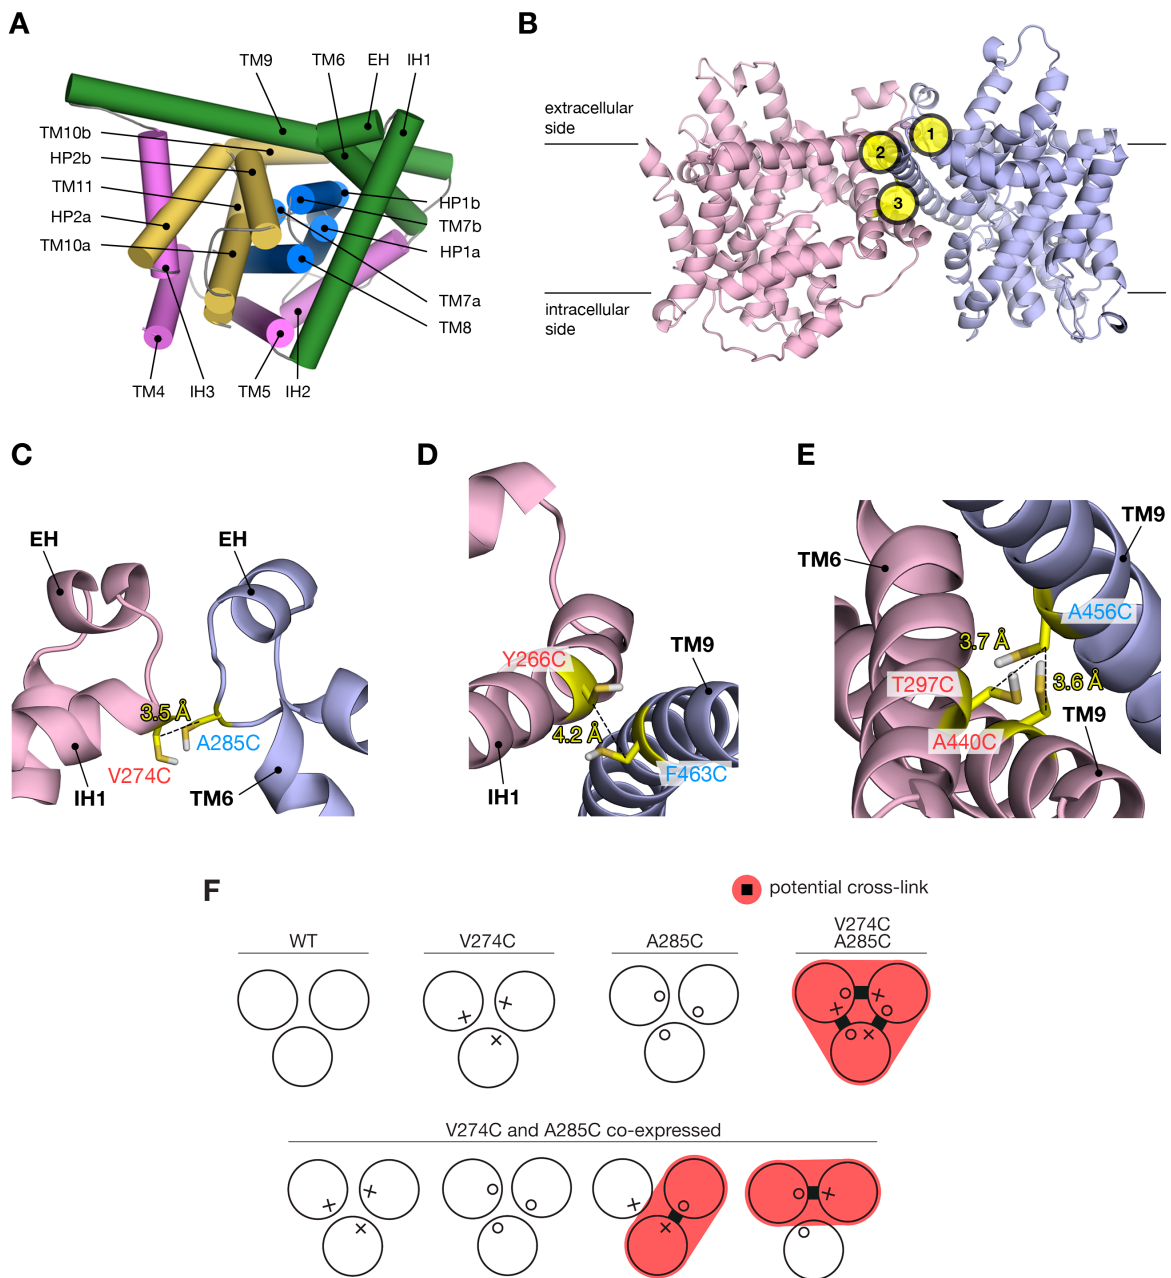 A
TM9
TM6
EH
IH1
TM10b
HP2b
TM11
HP2a
TM10a
HP1b
TM7b
HP1a
TM7a
TM8
TM4
IH3
TM5
IH2
B
extracellular
side
1
2
3
intracellular
side
C
EH
EH
3.5 Å
A285C
V274C
IH1
TM6
D
Y266C
TM9
4.2 Å
F463C
IH1
E
TM9
TM6
A456C
3.7 Å
T297C
3.6 Å
A440C
TM9
F
potential cross-link
WT
V274C
A285C
V274C
A285C
V274C and A285C co-expressed